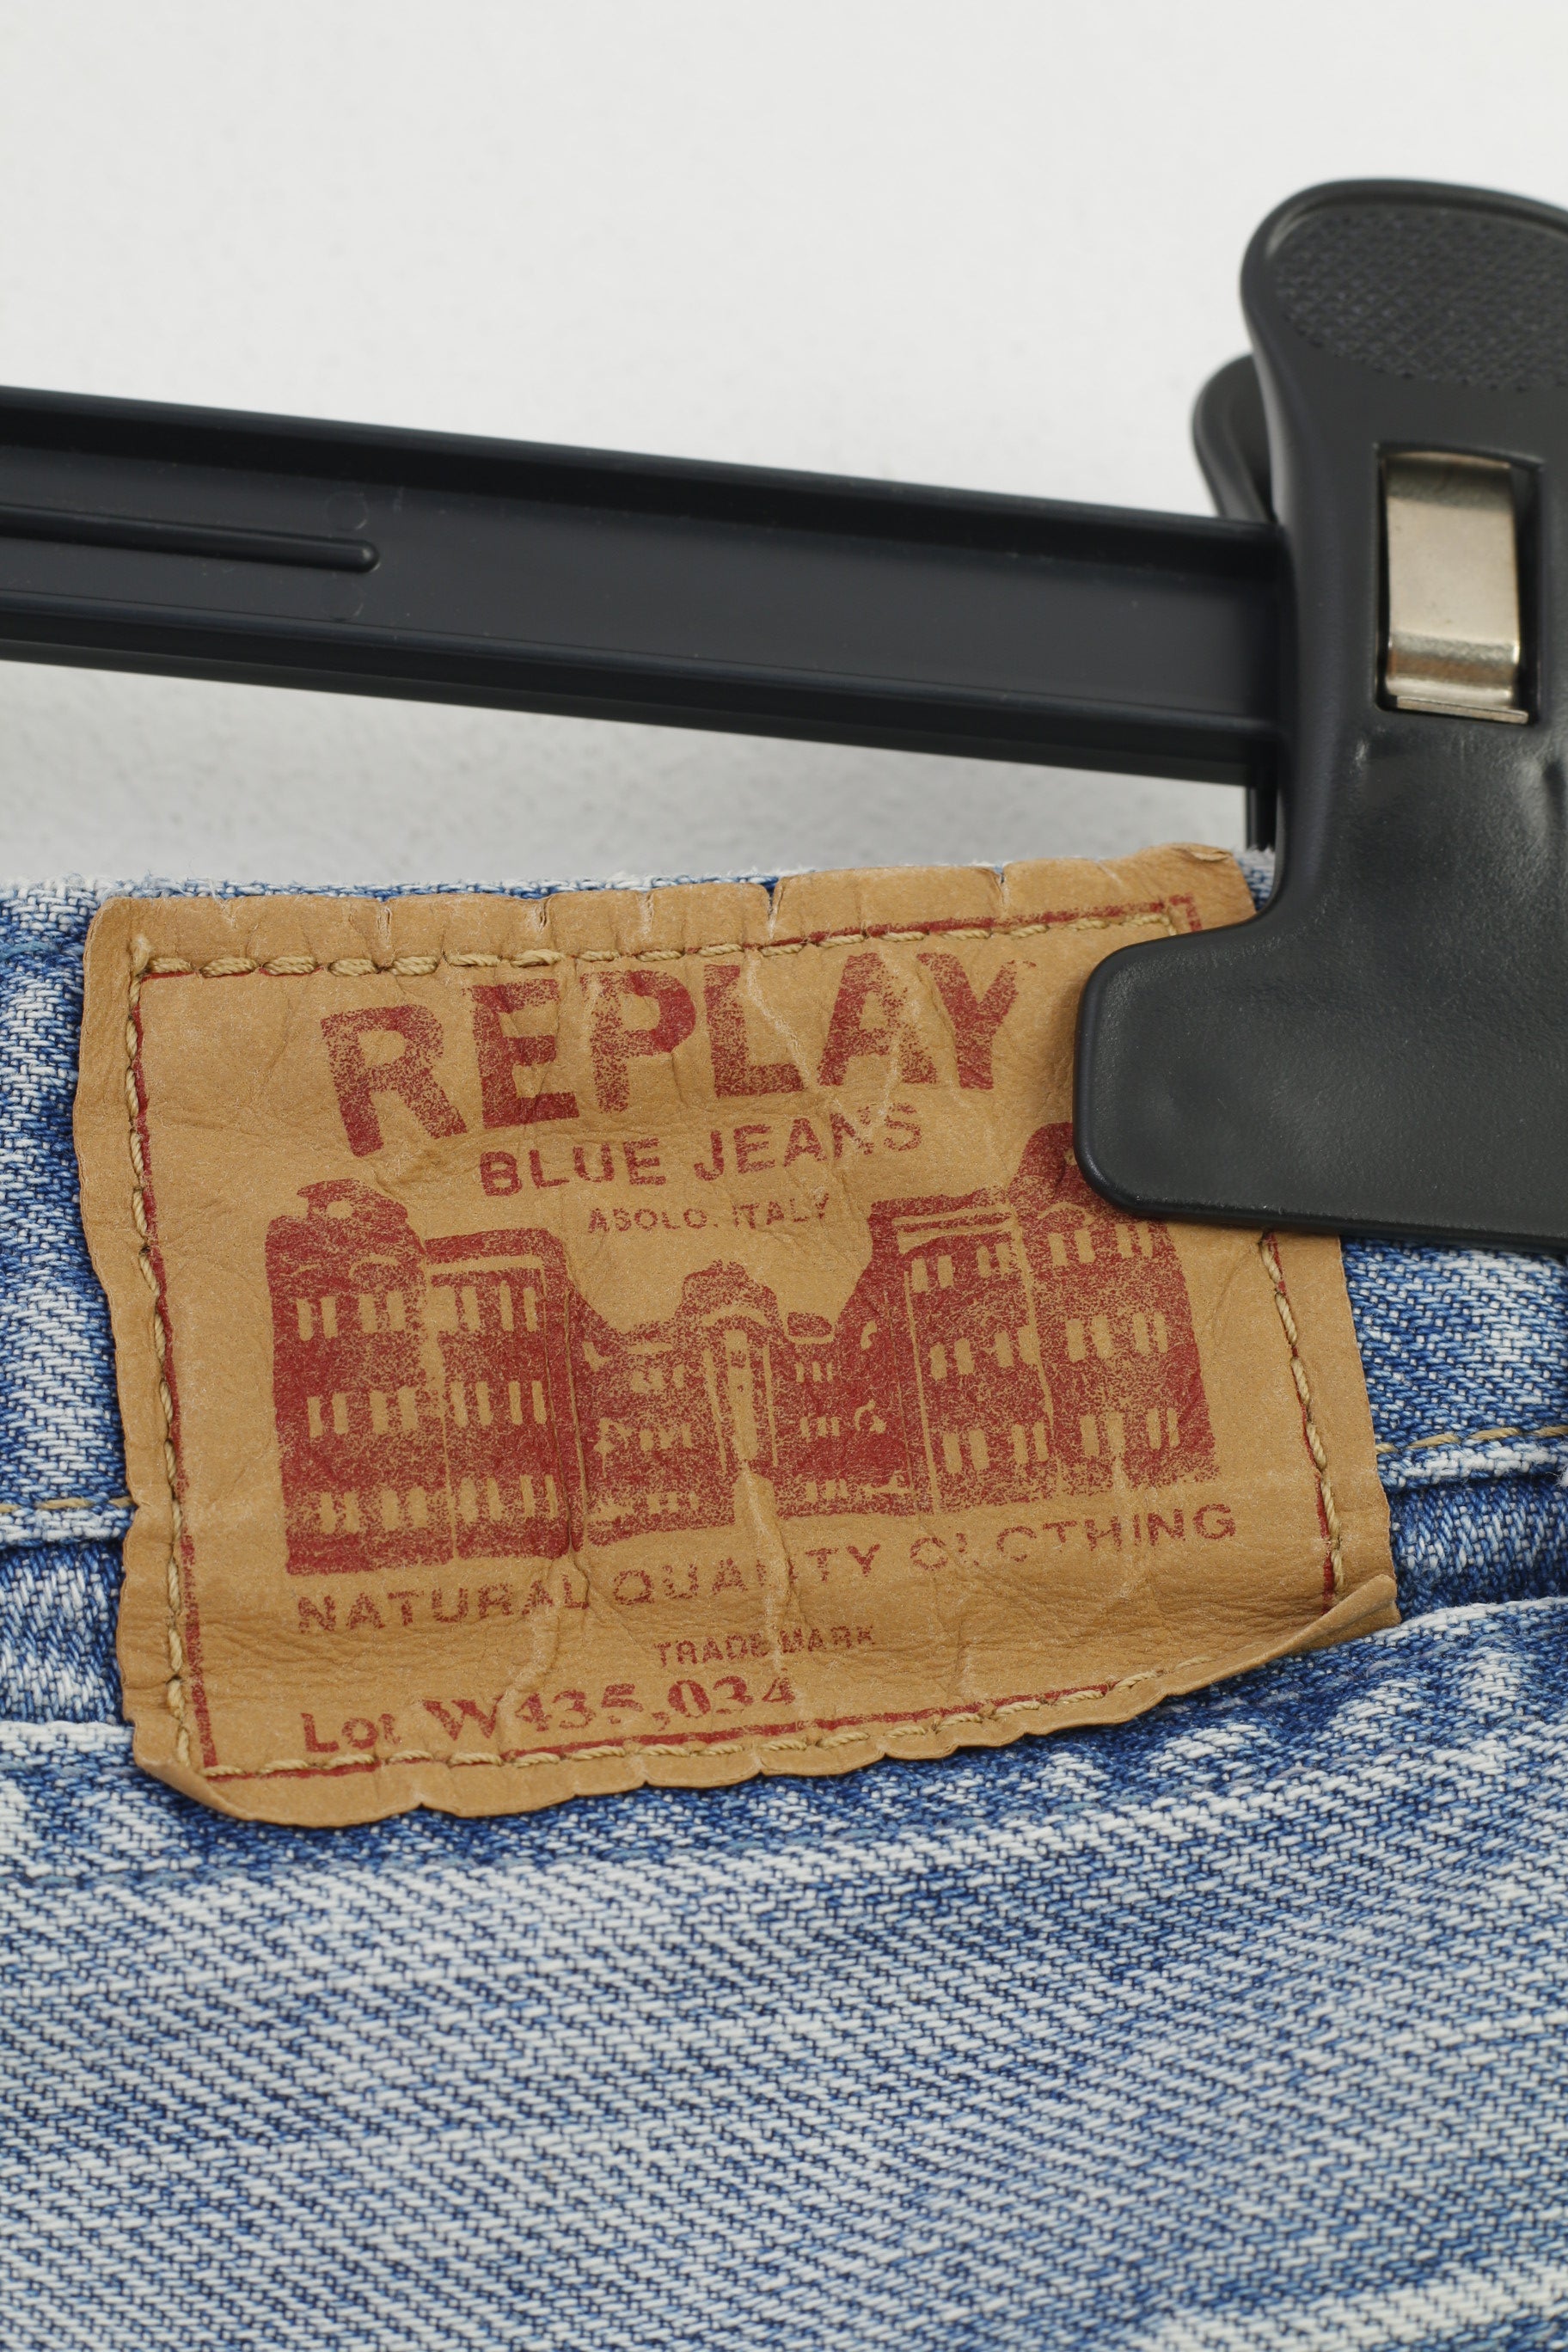 REPLAY
BLUE JEANS
ASOLO. ITALY
NATURAL QUALITY CLOTHING
TRADE MARK
Lot W435,034